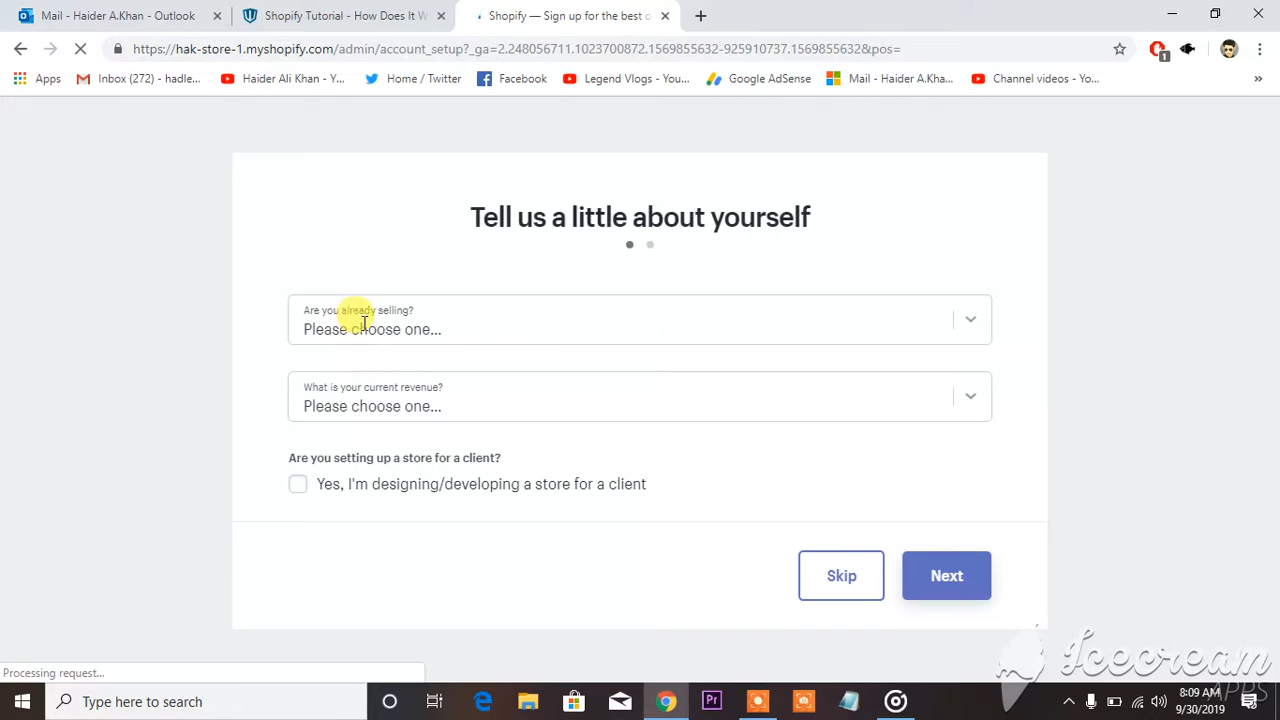 Mail - Haider A.Khan - Outlook
Shopify Tutorial - How Does It W
Shopify — Sign up for the best o
https://hak-store-1.myshopify.com/admin/account_setup?_ga=2.248056711.1023700872.1569855632-925910737.1569855632&pos=
1
Apps
Inbox (272) - hadle...
Haider Ali Khan - Y...
Home / Twitter
Facebook
Legend Vlogs - You...
Google AdSense
Mail - Haider A.Kha...
Channel videos - Yo...
»
Tell us a little about yourself
Are you already selling?
Please choose one...
What is your current revenue?
Please choose one...
Are you setting up a store for a client?
Yes, I'm designing/developing a store for a client
Skip
Next
Processing request...
Icecream
APPS
Type here to search
Pr
8:09 AM
9/30/2019